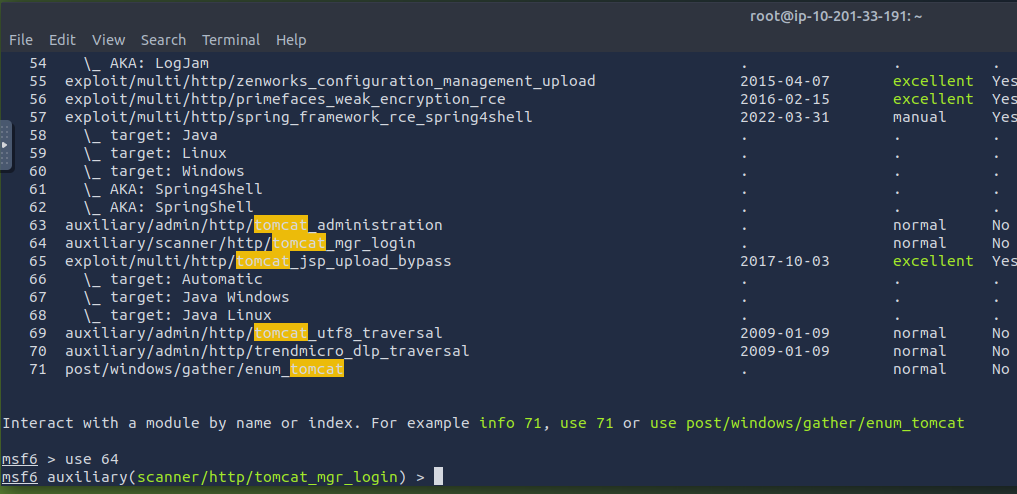 root@ip-10-201-33-191: ~
File Edit View Search Terminal Help
54 \_ AKA: LogJam . . .
55 exploit/multi/http/zenworks_configuration_management_upload 2015-04-07 excellent Yes
56 exploit/multi/http/primefaces_weak_encryption_rce 2016-02-15 excellent Yes
57 exploit/multi/http/spring_framework_rce_spring4shell 2022-03-31 manual Yes
58 \_ target: Java . . .
59 \_ target: Linux . . .
60 \_ target: Windows . . .
61 \_ AKA: Spring4Shell . . .
62 \_ AKA: SpringShell . . .
63 auxiliary/admin/http/tomcat_administration . normal No
64 auxiliary/scanner/http/tomcat_mgr_login . normal No
65 exploit/multi/http/tomcat_jsp_upload_bypass 2017-10-03 excellent Yes
66 \_ target: Automatic . . .
67 \_ target: Java Windows . . .
68 \_ target: Java Linux . . .
69 auxiliary/admin/http/tomcat_utf8_traversal 2009-01-09 normal No
70 auxiliary/admin/http/trendmicro_dlp_traversal 2009-01-09 normal No
71 post/windows/gather/enum_tomcat . normal No
Interact with a module by name or index. For example info 71, use 71 or use post/windows/gather/enum_tomcat
msf6 > use 64
msf6 auxiliary(scanner/http/tomcat_mgr_login) >